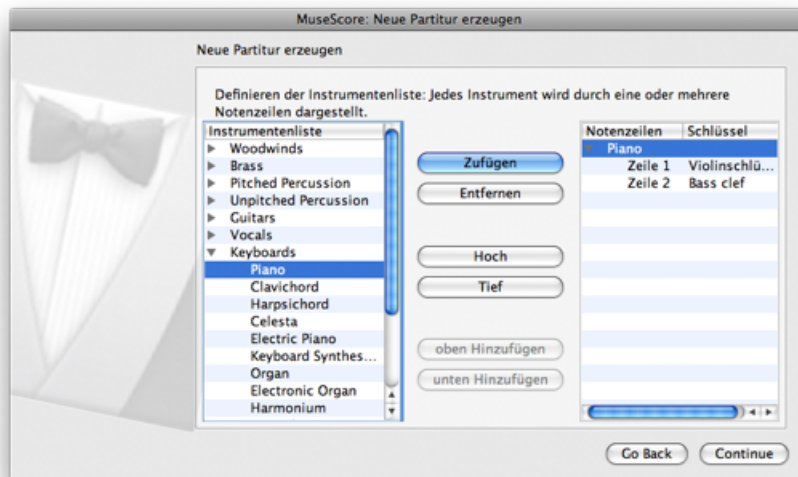 MuseScore: Neue Partitur erzeugen
Neue Partitur erzeugen
Definieren der Instrumentenliste: Jedes Instrument wird durch eine oder mehrere
Notenzeilen dargestellt.
Instrumentenliste
Woodwinds
Brass
Pitched Percussion
Unpitched Percussion
Guitars
Vocals
Keyboards
Piano
Clavichord
Harpsichord
Celesta
Electric Piano
Keyboard Synthes...
Organ
Electronic Organ
Harmonium
Zufügen
Entfernen
Hoch
Tief
oben Hinzufügen
unten Hinzufügen
Notenzeilen Schlüssel
Piano
Zeile 1 Violinschlü...
Zeile 2 Bass clef
Go Back Continue